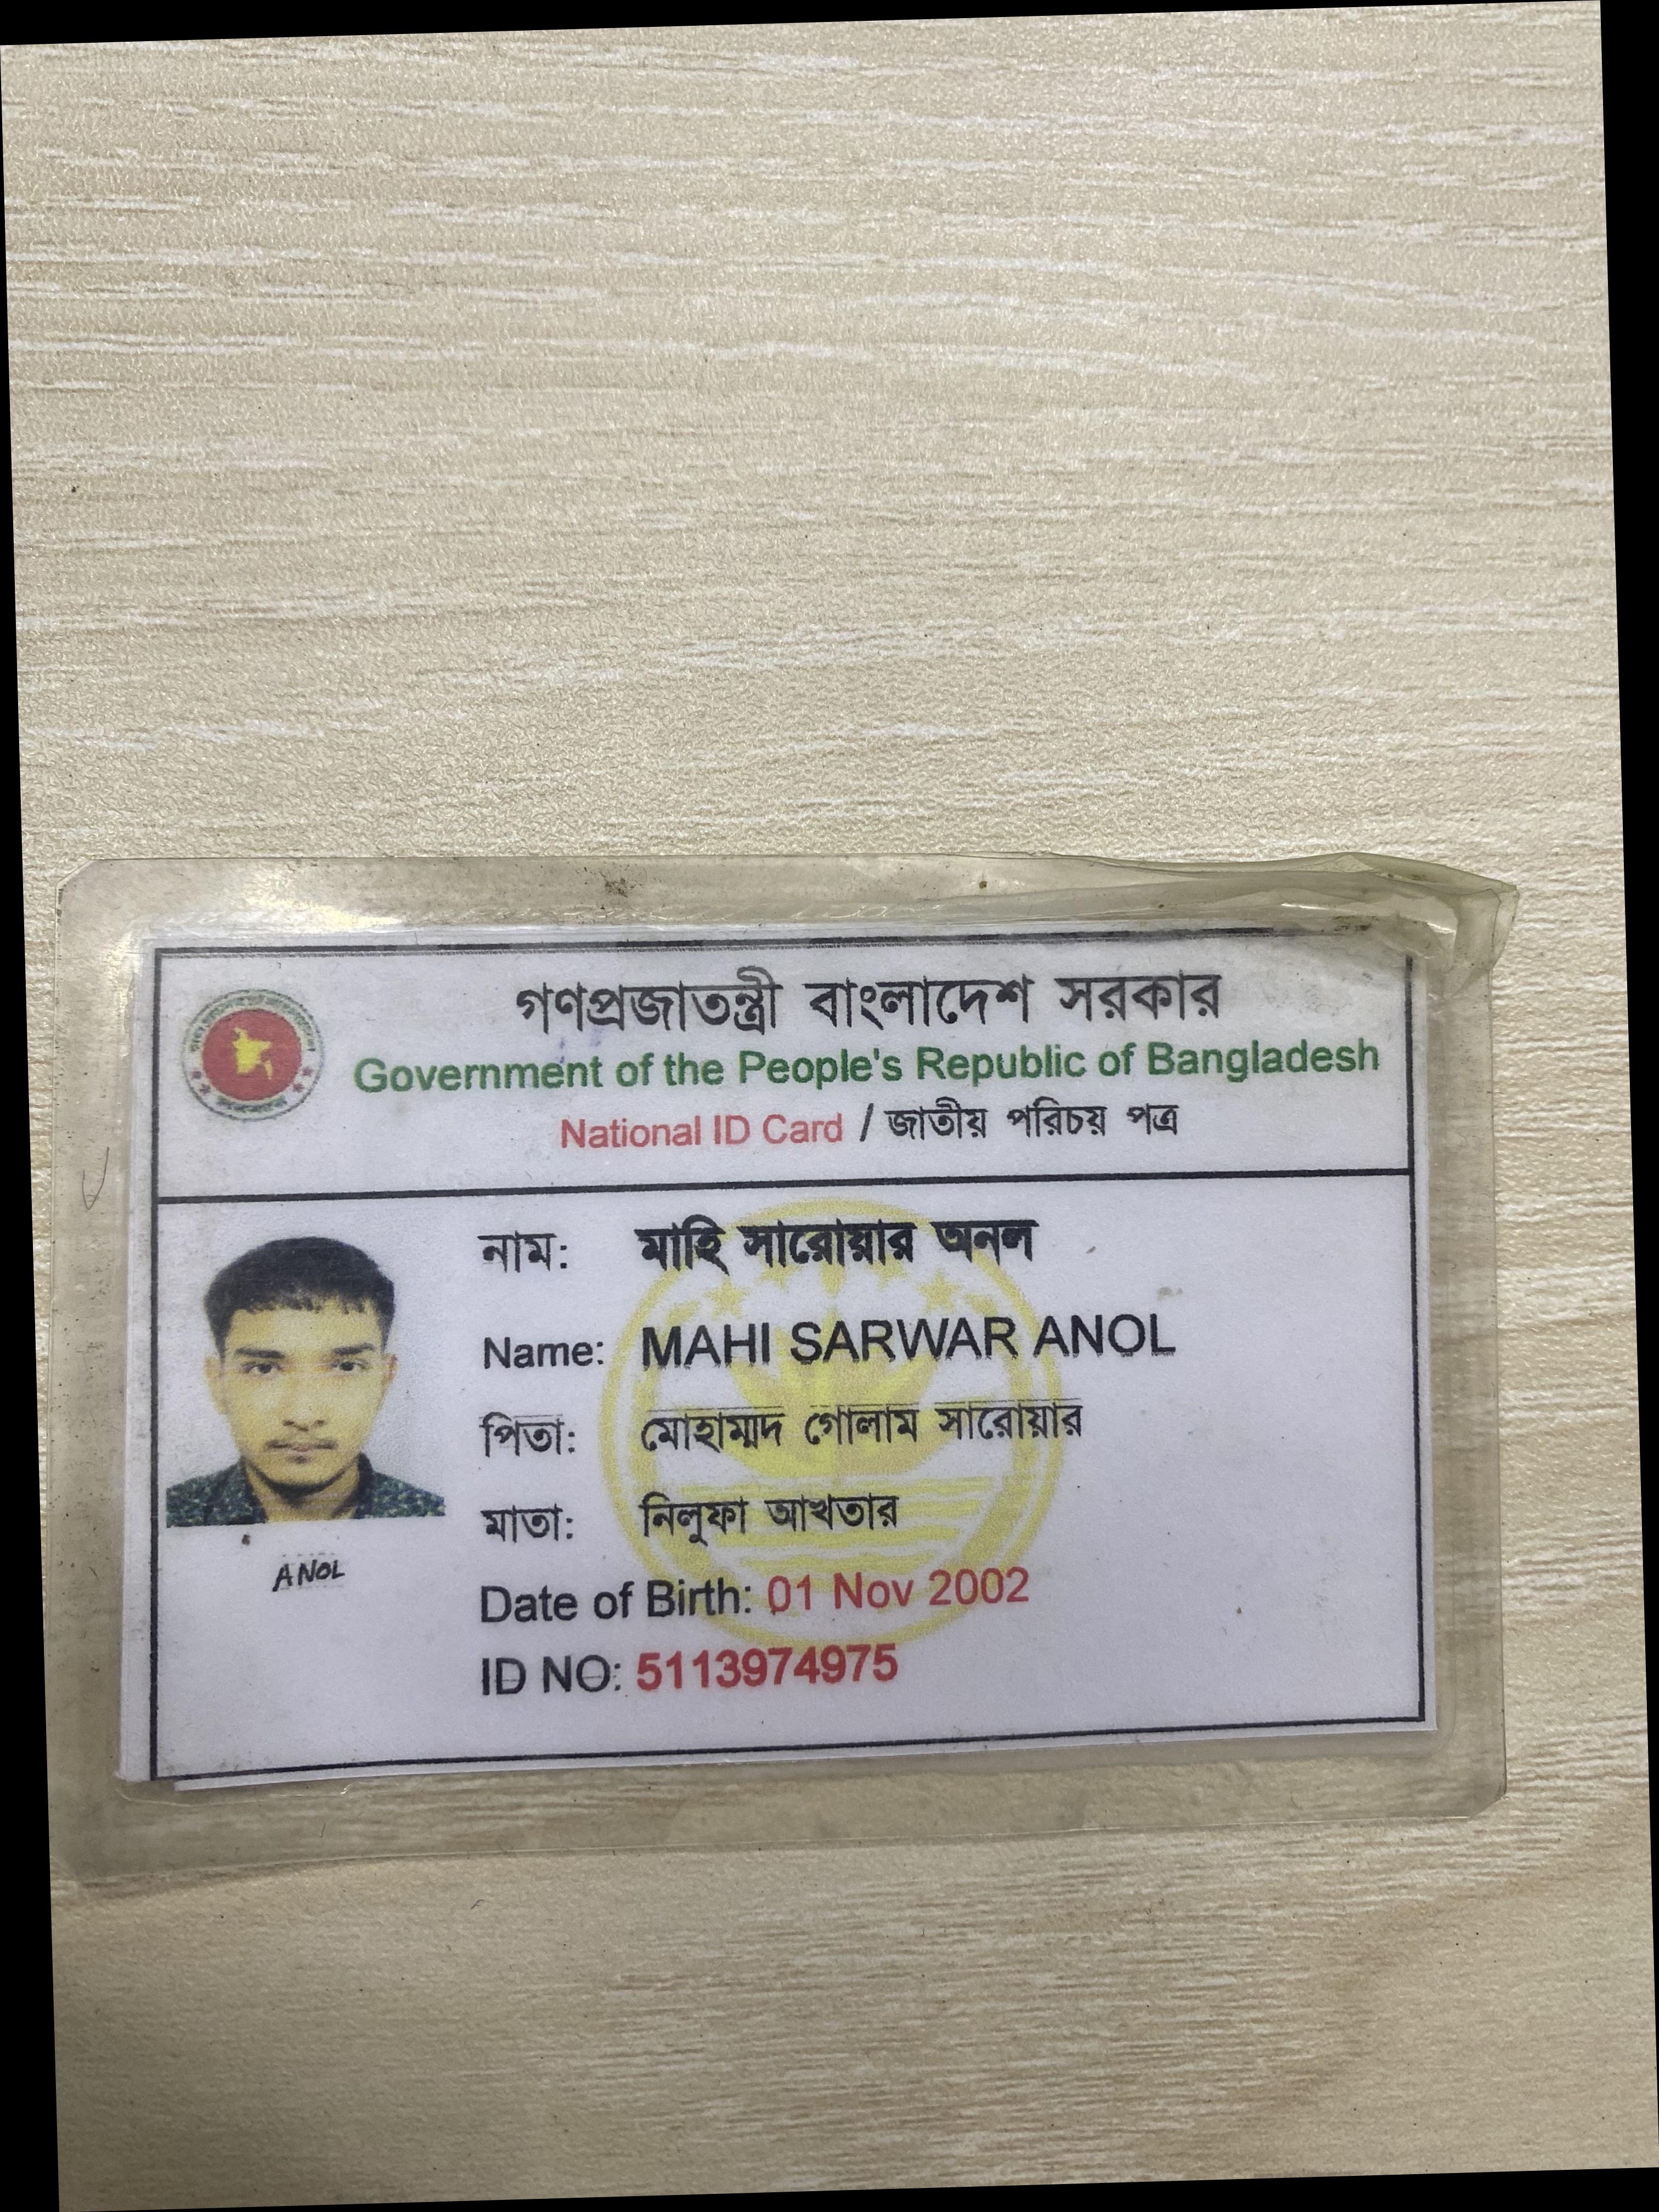 গণপ্রজাতন্ত্রী বাংলাদেশ সরকার
Government of the People's Republic of Bangladesh
National ID Card / জাতীয় পরিচয় পত্র
নাম: মাহি সারোয়ার অনল
Name: MAHI SARWAR ANOL
পিতা: মোহাম্মদ গোলাম সারোয়ার
মাতা: নিলুফা আখতার
Date of Birth: 01 Nov 2002
ID NO: 5113974975
ANOL